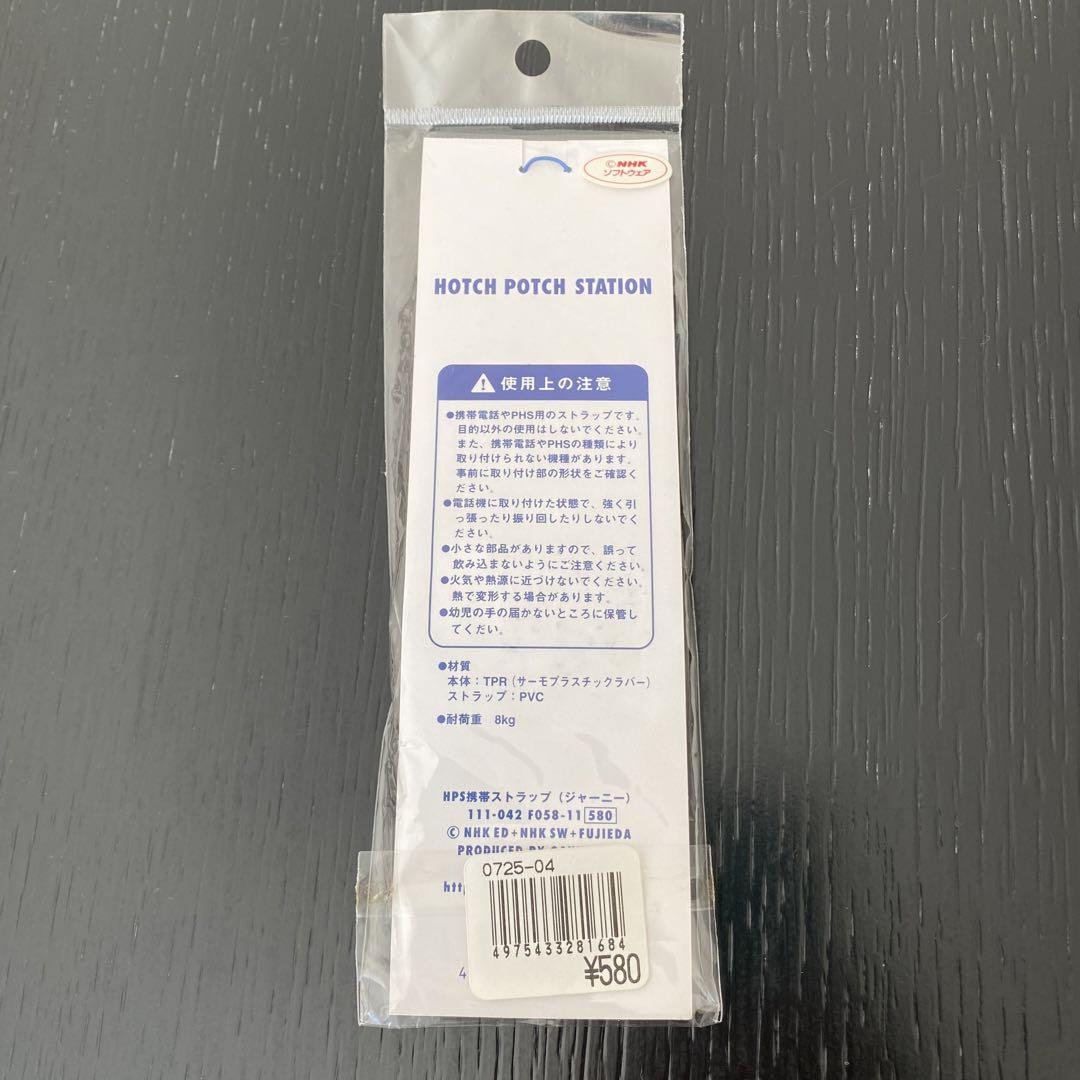 ©NHK
ソフトウェア
HOTCH POTCH STATION
使用上の注意
●携帯電話やPHS用のストラップです。
目的以外の使用はしないでください。
また、携帯電話やPHSの種類により
取り付けられない機種があります。
事前に取り付け部の形状をご確認く
ださい。
●電話機に取り付けた状態で、強く引
っ張ったり振り回したりしないでく
ださい。
●小さな部品がありますので、誤って
飲み込まないようにご注意ください。
●火気や熱源に近づけないでください。
熱で変形する場合があります。
●幼児の手の届かないところに保管し
てくだい。
●材質
本体：TPR（サーモプラスチックラバー）
ストラップ：PVC
●耐荷重 8kg
HPS携帯ストラップ（ジャーニー）
111-042 F058-11 580
© NHK ED+NHK SW+FUJIEDA
PRODUCED BY
0725-04
4975433281684
¥580
4